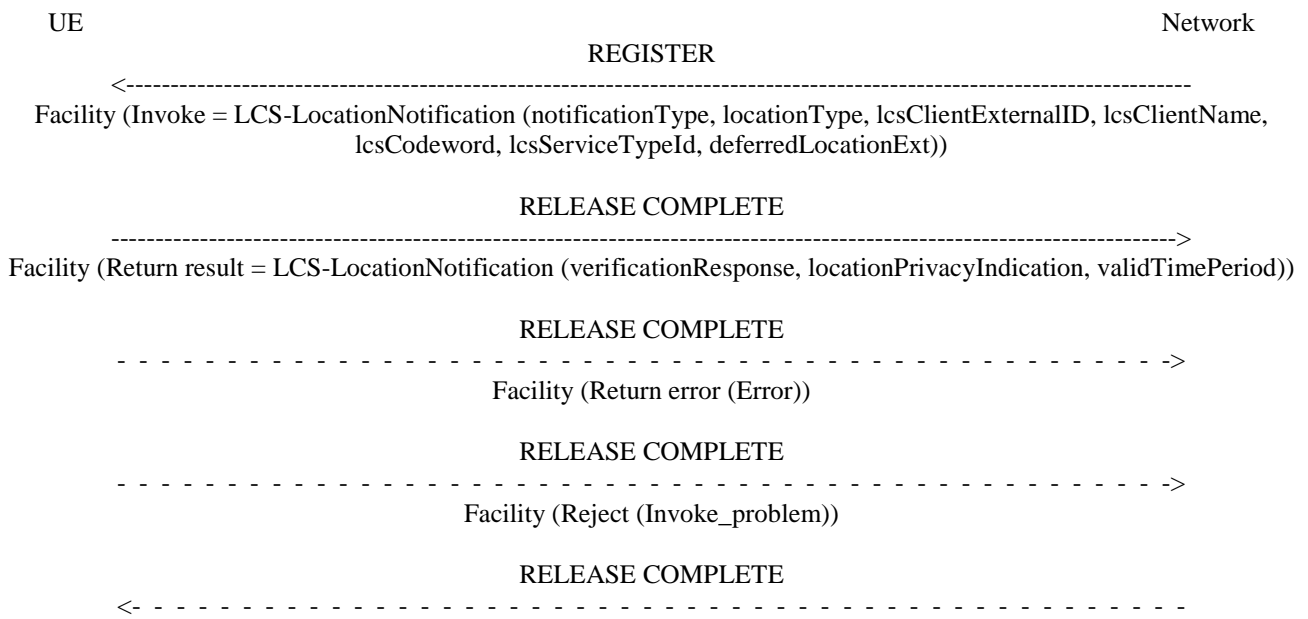 UE Network
REGISTER
<------------------------------------------------------------------------------------------------------------------------
Facility (Invoke = LCS-LocationNotification (notificationType, locationType, lcsClientExternalID, lcsClientName,
lcsCodeword, lcsServiceTypeId, deferredLocationExt))
RELEASE COMPLETE
------------------------------------------------------------------------------------------------------------------------>
Facility (Return result = LCS-LocationNotification (verificationResponse, locationPrivacyIndication, validTimePeriod))
RELEASE COMPLETE
- - - - - - - - - - - - - - - - - - - - - - - - - - - - - - - - - - - - - - - - - - - - - - - ->
Facility (Return error (Error))
RELEASE COMPLETE
- - - - - - - - - - - - - - - - - - - - - - - - - - - - - - - - - - - - - - - - - - - - - - - ->
Facility (Reject (Invoke_problem))
RELEASE COMPLETE
<- - - - - - - - - - - - - - - - - - - - - - - - - - - - - - - - - - - - - - - - - - - - - - - -